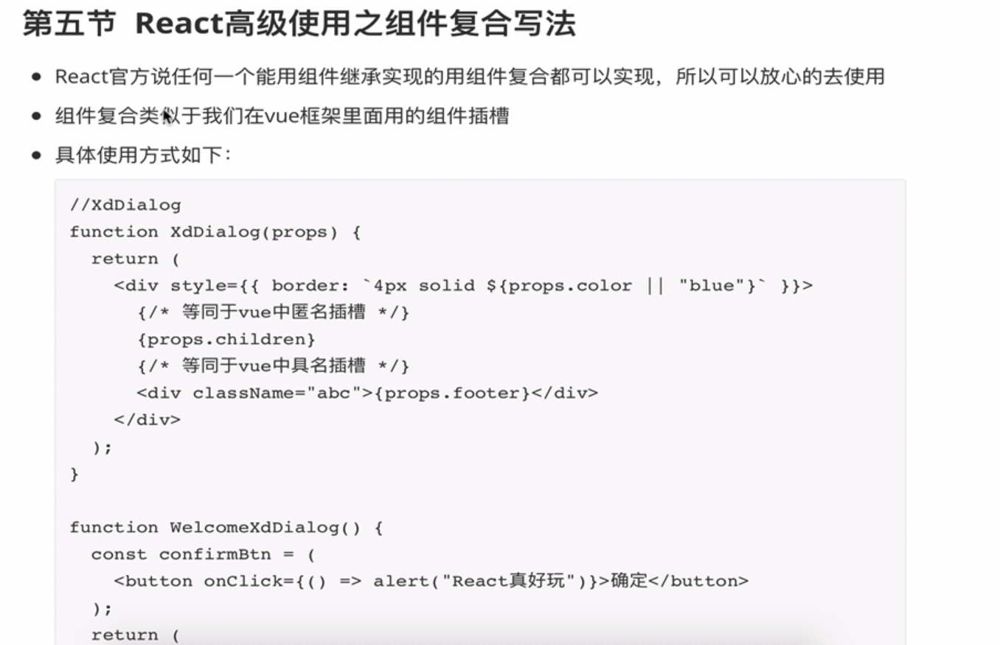 第五节 React高级使用之组件复合写法
React官方说任何一个能用组件继承实现的用组件复合都可以实现，所以可以放心的去使用
组件复合类似于我们在vue框架里面用的组件插槽
具体使用方式如下：
//XdDialog
function XdDialog(props) {
  return (
    <div style={{ border: `4px solid ${props.color || "blue"}` }}>
      {/* 等同于vue中匿名插槽 */}
      {props.children}
      {/* 等同于vue中具名插槽 */}
      <div className="abc">{props.footer}</div>
    </div>
  );
}
function WelcomeXdDialog() {
  const confirmBtn = (
    <button onClick={() => alert("React真好玩")}>确定</button>
  );
  return (